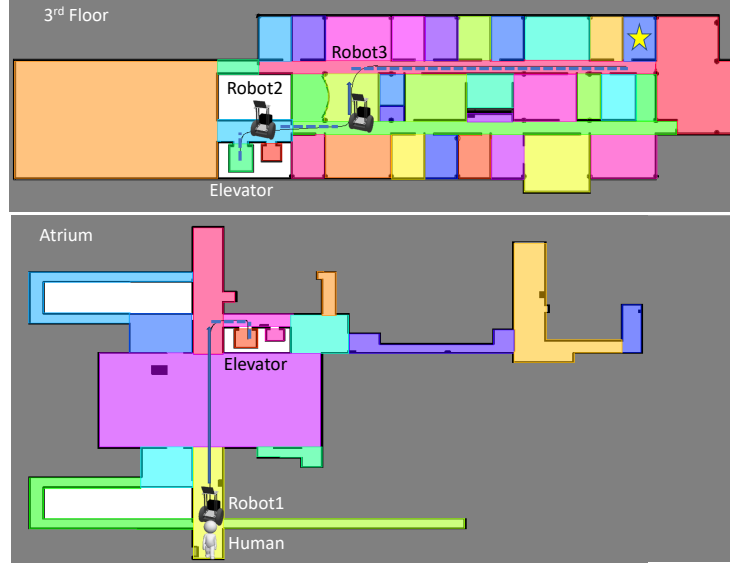 3rd Floor
Robot3
Robot2
Elevator
Atrium
Elevator
Robot1
Human